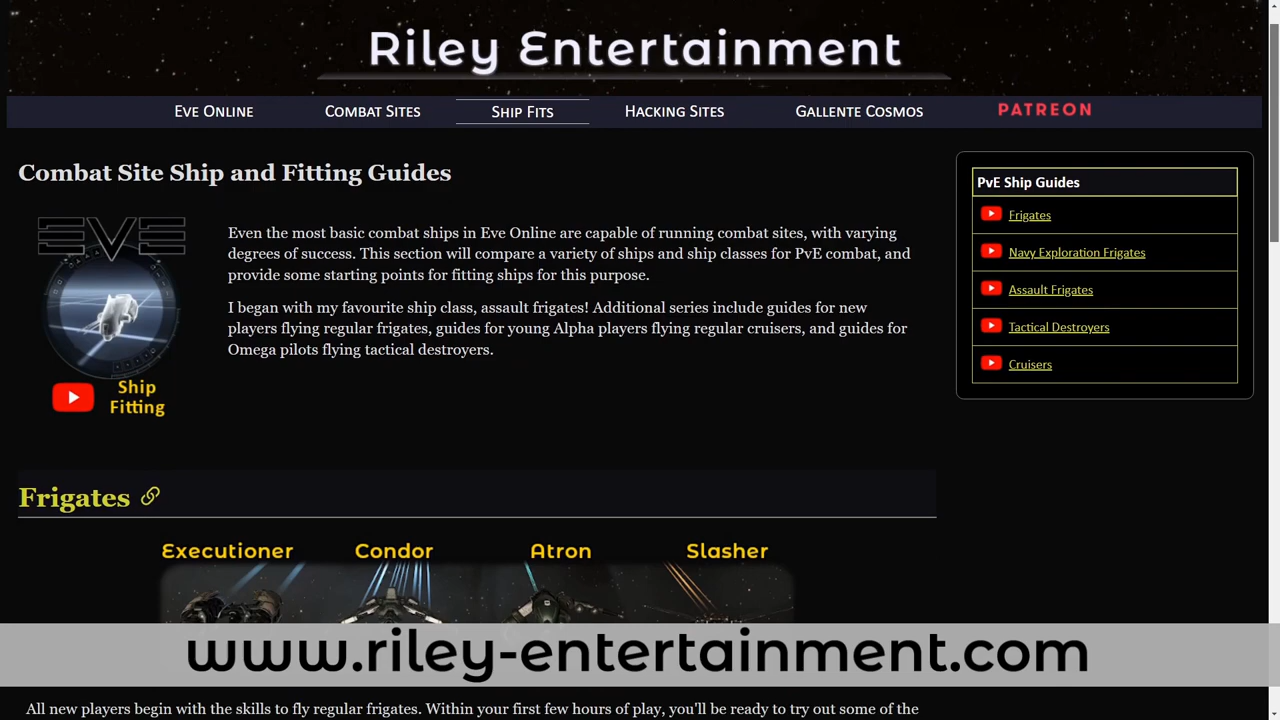 Riley Entertainment
Eve Online Combat Sites Ship Fits Hacking Sites Gallente Cosmos PATREON
Combat Site Ship and Fitting Guides
EVE
Ship
Fitting
Even the most basic combat ships in Eve Online are capable of running combat sites, with varying
degrees of success. This section will compare a variety of ships and ship classes for PvE combat, and
provide some starting points for fitting ships for this purpose.
I began with my favourite ship class, assault frigates! Additional series include guides for new
players flying regular frigates, guides for young Alpha players flying regular cruisers, and guides for
Omega pilots flying tactical destroyers.
PvE Ship Guides
Frigates
Navy Exploration Frigates
Assault Frigates
Tactical Destroyers
Cruisers
Frigates
Executioner Condor Atron Slasher
www.riley-entertainment.com
All new players begin with the skills to fly regular frigates. Within your first few hours of play, you'll be ready to try out some of the